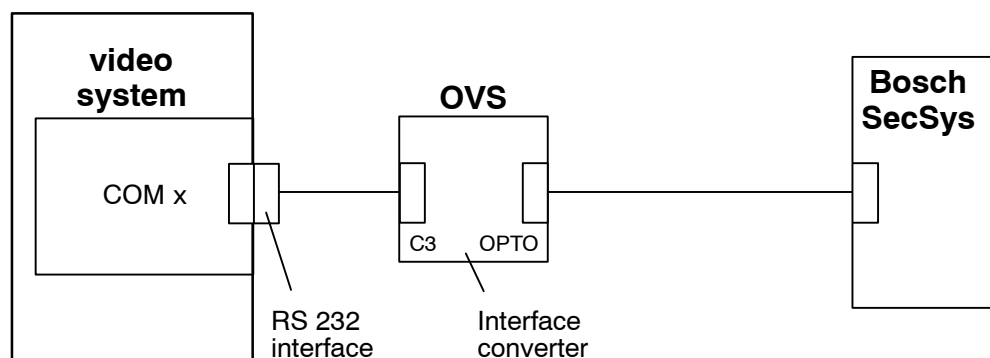 video
system
COM x
OVS
C3
OPTO
Bosch
SecSys
RS 232
interface
Interface
converter